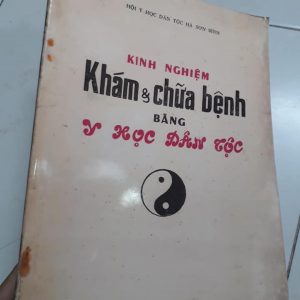 HỘI Y HỌC DÂN TỘC HÀ SƠN BÌNH
KINH NGHIỆM
Khám & chữa bệnh
BẰNG
Y HỌC DÂN TỘC